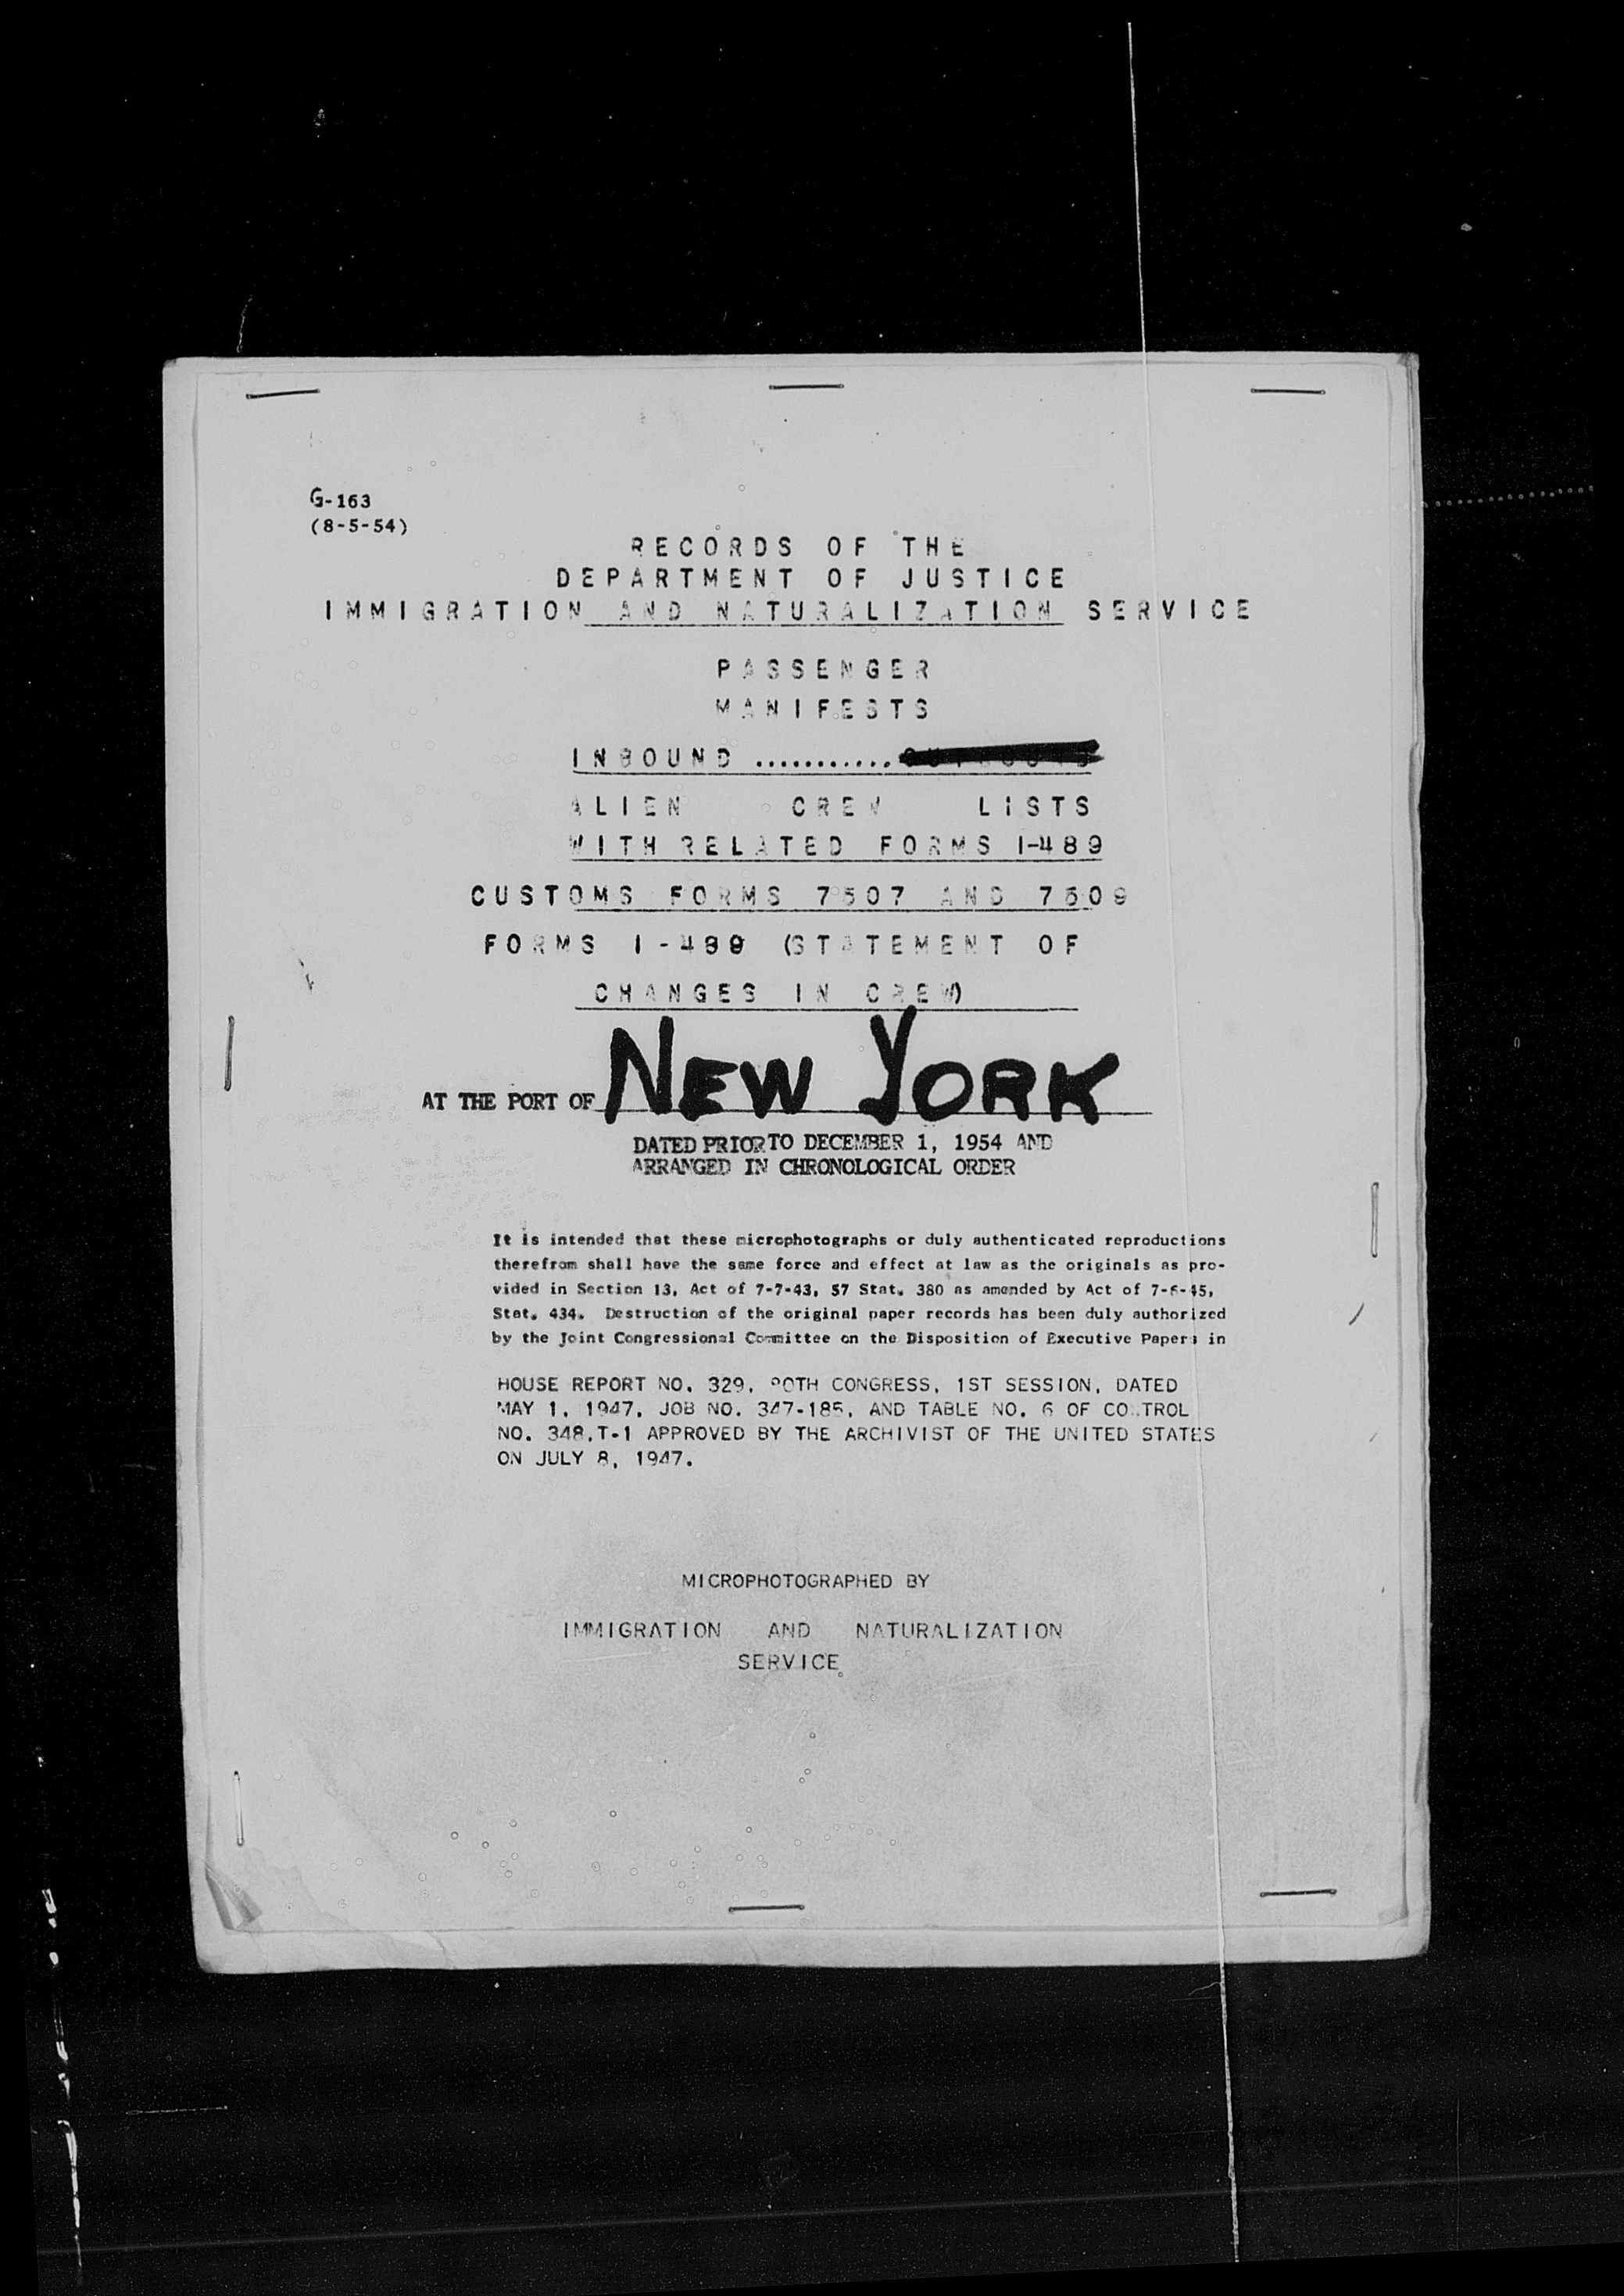 G-163
(8-5-54)
RECORDS OF THE
DEPARTMENT OF JUSTICE
IMMIGRATION AND NATURALIZATION SERVICE
PASSENGER
MANIFESTS
INBOUND ...........
ALIEN CREW LISTS
WITH RELATED FORMS I-489
CUSTOMS FORMS 7507 AND 7509
FORMS I-489 (STATEMENT OF
CHANGES IN CREW)
AT THE PORT OF NEW YORK
DATED PRIOR TO DECEMBER 1, 1954 AND
ARRANGED IN CHRONOLOGICAL ORDER
It is intended that these microphotographs or duly authenticated reproductions
therefrom shall have the same force and effect at law as the originals as pro-
vided in Section 13, Act of 7-7-43, 57 Stat. 380 as amended by Act of 7-6-45,
Stat. 434. Destruction of the original paper records has been duly authorized
by the Joint Congressional Committee on the Disposition of Executive Papers in
HOUSE REPORT NO. 329, 80TH CONGRESS, 1ST SESSION, DATED
MAY 1, 1947, JOB NO. 347-185, AND TABLE NO. 6 OF CONTROL
NO. 348,T-1 APPROVED BY THE ARCHIVIST OF THE UNITED STATES
ON JULY 8, 1947.
MICROPHOTOGRAPHED BY
IMMIGRATION AND NATURALIZATION
SERVICE